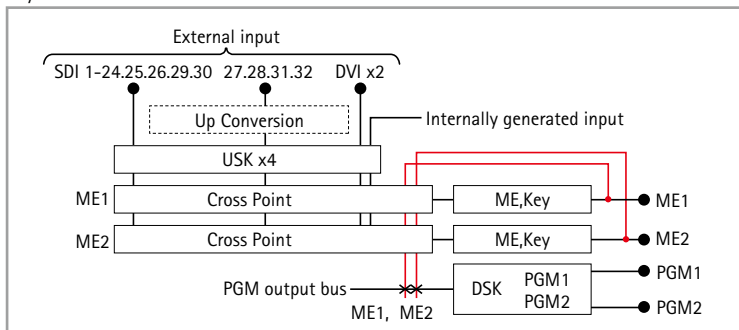 External input
SDI 1-24.25.26.29.30 27.28.31.32 DVI x2
Up Conversion
Internally generated input
USK x4
ME1 Cross Point ME,Key ME1
ME2 Cross Point ME,Key ME2
PGM output bus DSK PGM1 PGM1
PGM2 PGM2
ME1, ME2